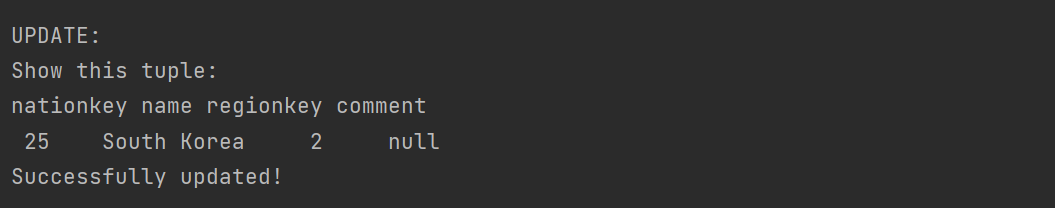 UPDATE:
Show this tuple:
nationkey name regionkey comment
25 South Korea 2 null
Successfully updated!